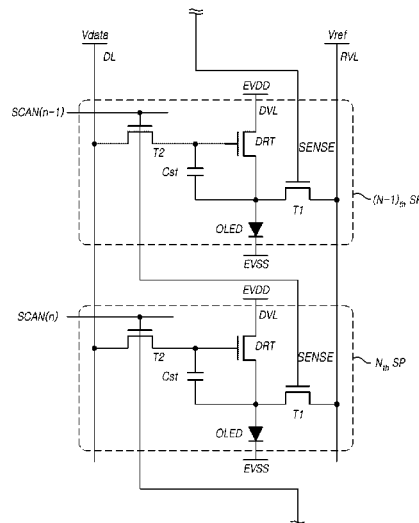 Vdata
Vref
DL
RVL
EVDD
SCAN(n-1)
DVL
DRT
SENSE
T2
Cst
T1
(N-1)th SP
OLED
EVSS
EVDD
SCAN(n)
DVL
DRT
SENSE
T2
Cst
Nth SP
T1
OLED
EVSS